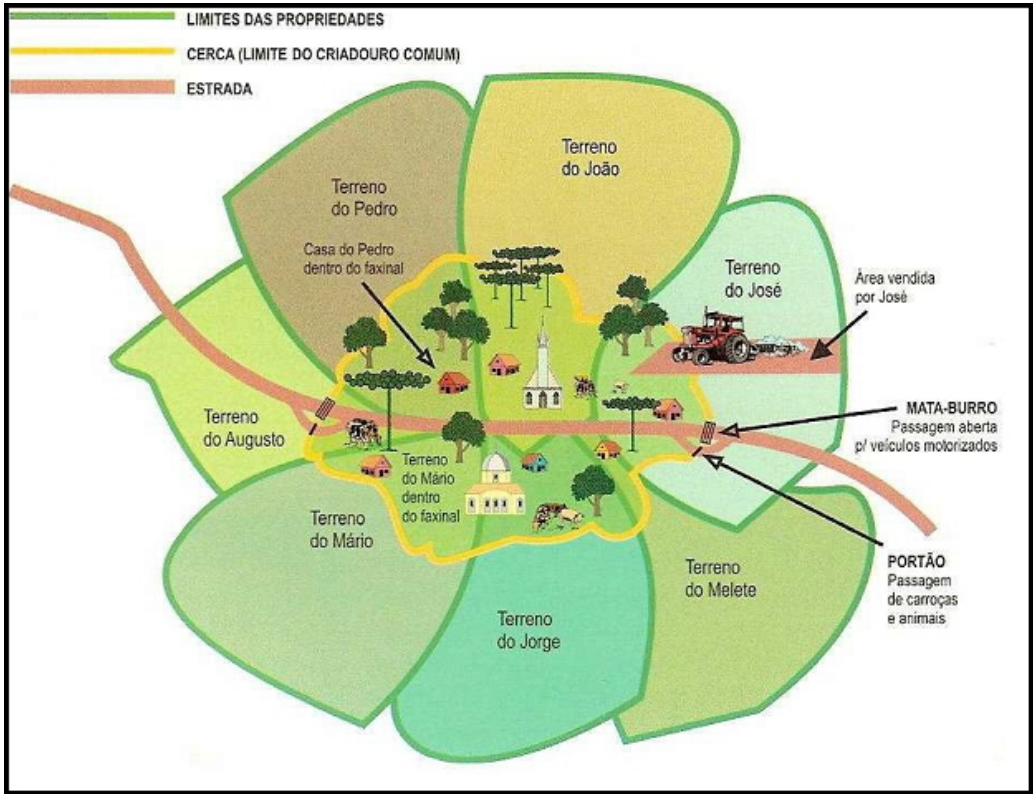 LIMITES DAS PROPRIEDADES
CERCA (LIMITE DO CRIADOURO COMUM)
ESTRADA
Terreno
do João
Terreno
do Pedro
Casa do Pedro
dentro do faxinal
Terreno
do José
Área vendida
por José
MATA-BURRO
Passagem aberta
p/ veículos motorizados
Terreno
do Augusto
Terreno
do Mário
dentro
do faxinal
Terreno
do Mário
PORTÃO
Passagem
de carroças
e animais
Terreno
do Melete
Terreno
do Jorge